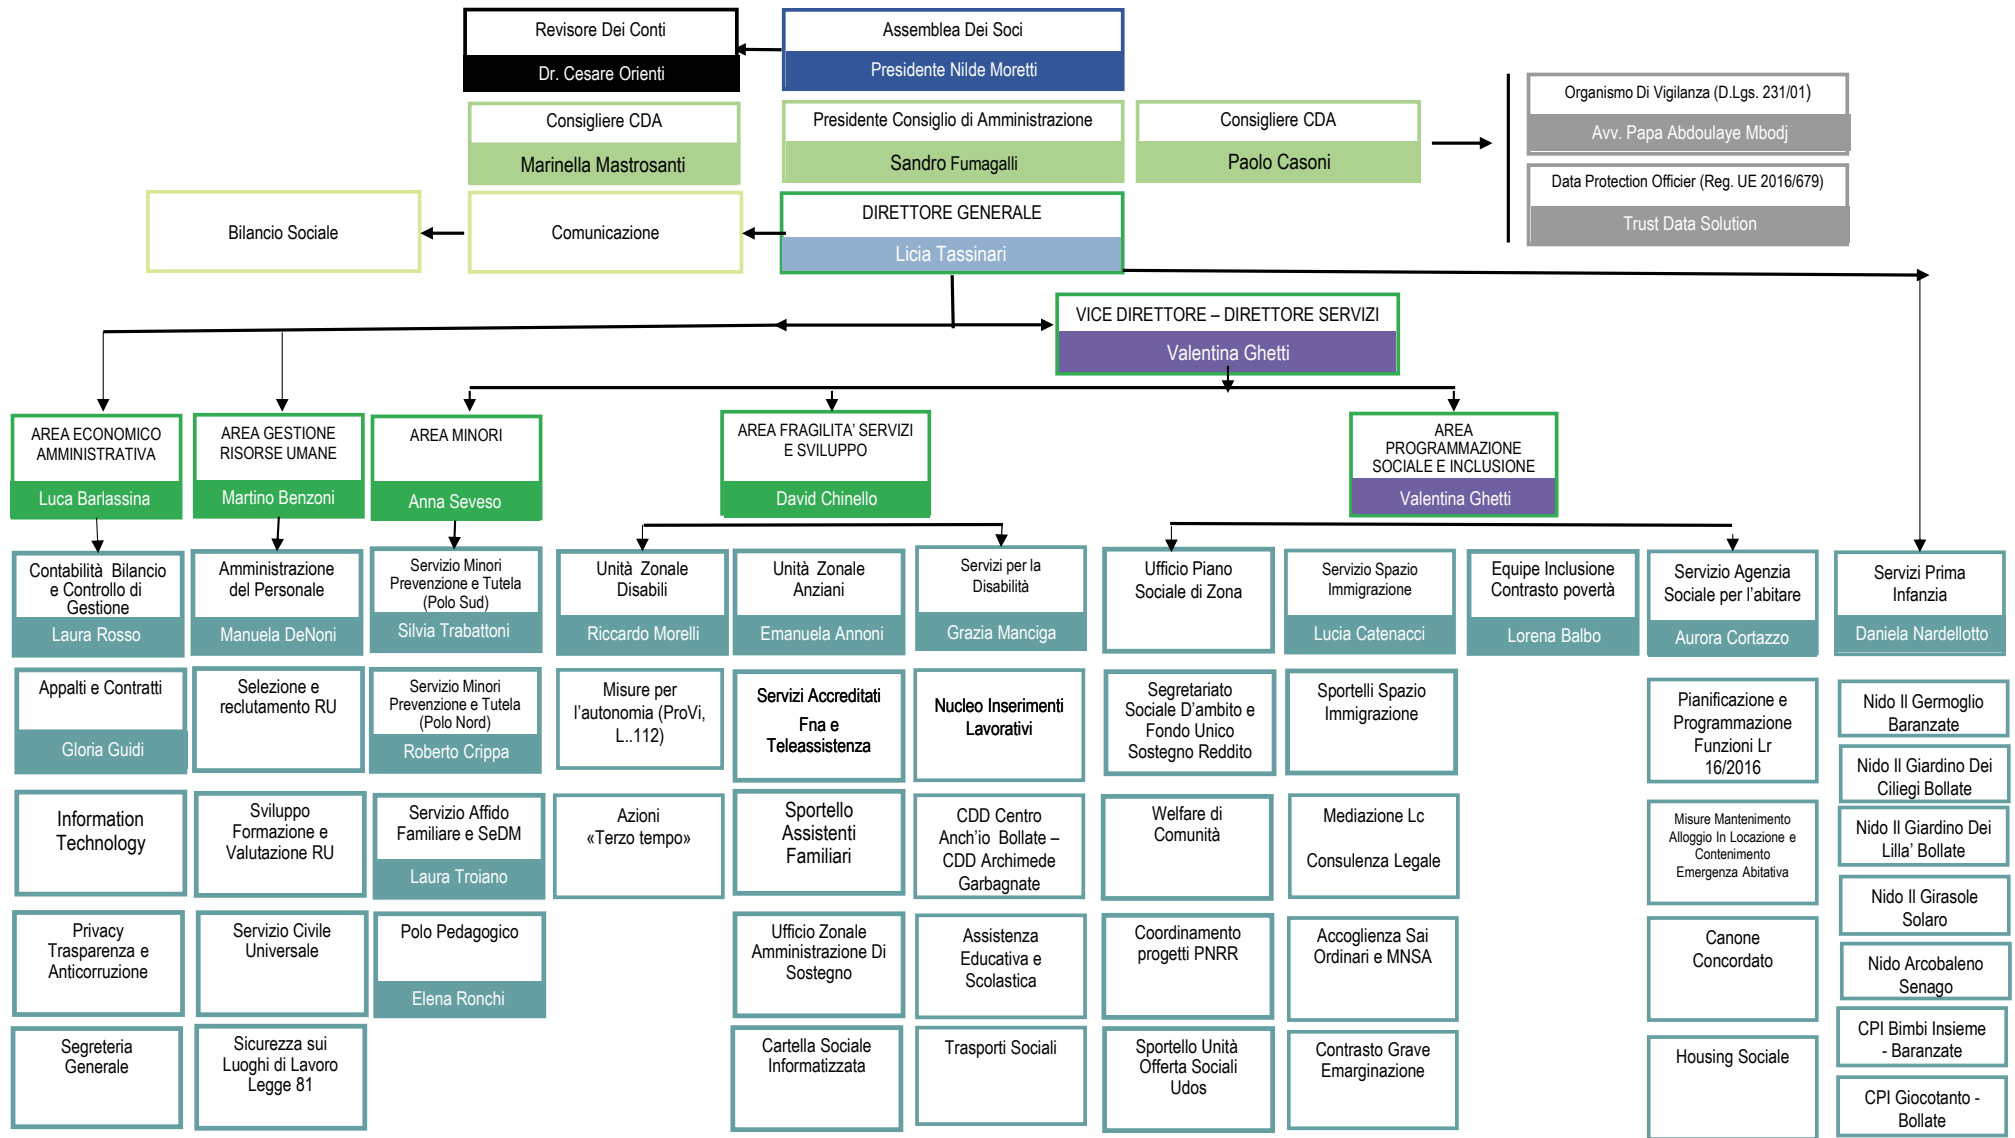 Revisore Dei Conti
Dr. Cesare Orienti
Assemblea Dei Soci
Presidente Nilde Moretti
Consigliere CDA
Marinella Mastrosanti
Presidente Consiglio di Amministrazione
Sandro Fumagalli
Consigliere CDA
Paolo Casoni
Organismo Di Vigilanza (D.Lgs. 231/01)
Avv. Papa Abdoulaye Mbodj
Data Protection Officier (Reg. UE 2016/679)
Trust Data Solution
Bilancio Sociale
Comunicazione
DIRETTORE GENERALE
Licia Tassinari
VICE DIRETTORE – DIRETTORE SERVIZI
Valentina Ghetti
AREA ECONOMICO
AMMINISTRATIVA
Luca Barlassina
AREA GESTIONE
RISORSE UMANE
Martino Benzoni
AREA MINORI
Anna Seveso
AREA FRAGILITA' SERVIZI
E SVILUPPO
David Chinello
AREA
PROGRAMMAZIONE
SOCIALE E INCLUSIONE
Valentina Ghetti
Contabilità Bilancio
e Controllo di
Gestione
Laura Rosso
Amministrazione
del Personale
Manuela DeNoni
Servizio Minori
Prevenzione e Tutela
(Polo Sud)
Silvia Trabattoni
Unità Zonale
Disabili
Riccardo Morelli
Unità Zonale
Anziani
Emanuela Annoni
Servizi per la
Disabilità
Grazia Manciga
Ufficio Piano
Sociale di Zona
Servizio Spazio
Immigrazione
Lucia Catenacci
Equipe Inclusione
Contrasto povertà
Lorena Balbo
Servizio Agenzia
Sociale per l'abitare
Aurora Cortazzo
Servizi Prima
Infanzia
Daniela Nardellotto
Appalti e Contratti
Gloria Guidi
Selezione e
reclutamento RU
Servizio Minori
Prevenzione e Tutela
(Polo Nord)
Roberto Crippa
Misure per
l'autonomia (ProVi,
L..112)
Servizi Accreditati
Fna e
Teleassistenza
Nucleo Inserimenti
Lavorativi
Segretariato
Sociale D'ambito e
Fondo Unico
Sostegno Reddito
Sportelli Spazio
Immigrazione
Pianificazione e
Programmazione
Funzioni Lr
16/2016
Nido Il Germoglio
Baranzate
Nido Il Giardino Dei
Ciliegi Bollate
Information
Technology
Sviluppo
Formazione e
Valutazione RU
Servizio Affido
Familiare e SeDM
Laura Troiano
Azioni
«Terzo tempo»
Sportello
Assistenti
Familiari
CDD Centro
Anch'io Bollate –
CDD Archimede
Garbagnate
Welfare di
Comunità
Mediazione Lc
Consulenza Legale
Misure Mantenimento
Alloggio In Locazione e
Contenimento
Emergenza Abitativa
Nido Il Giardino Dei
Lilla' Bollate
Nido Il Girasole
Solaro
Privacy
Trasparenza e
Anticorruzione
Servizio Civile
Universale
Polo Pedagogico
Elena Ronchi
Ufficio Zonale
Amministrazione Di
Sostegno
Assistenza
Educativa e
Scolastica
Coordinamento
progetti PNRR
Accoglienza Sai
Ordinari e MNSA
Canone
Concordato
Nido Arcobaleno
Senago
Segreteria
Generale
Sicurezza sui
Luoghi di Lavoro
Legge 81
Cartella Sociale
Informatizzata
Trasporti Sociali
Sportello Unità
Offerta Sociali
Udos
Contrasto Grave
Emarginazione
Housing Sociale
CPI Bimbi Insieme
- Baranzate
CPI Giocotanto -
Bollate